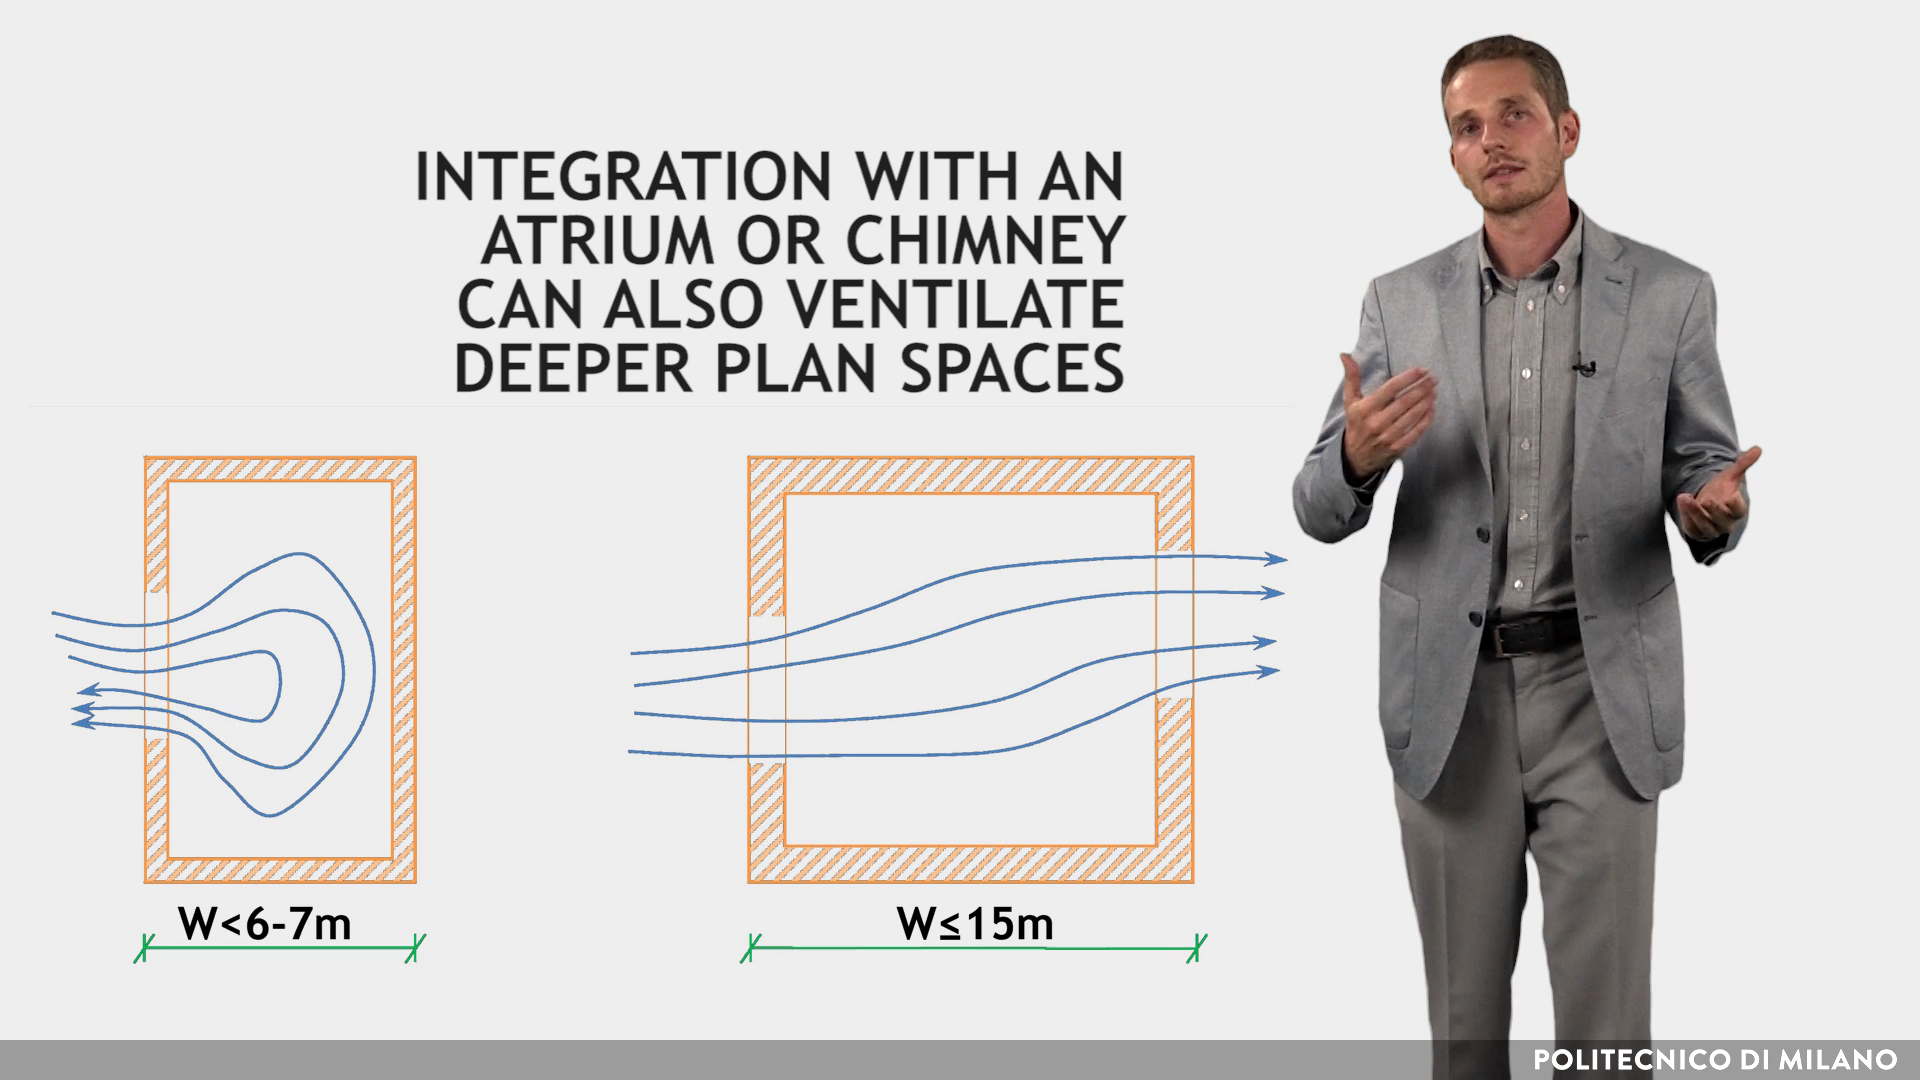 INTEGRATION WITH AN
ATRIUM OR CHIMNEY
CAN ALSO VENTILATE
DEEPER PLAN SPACES
W<6-7m
W≤15m
POLITECNICO DI MILANO